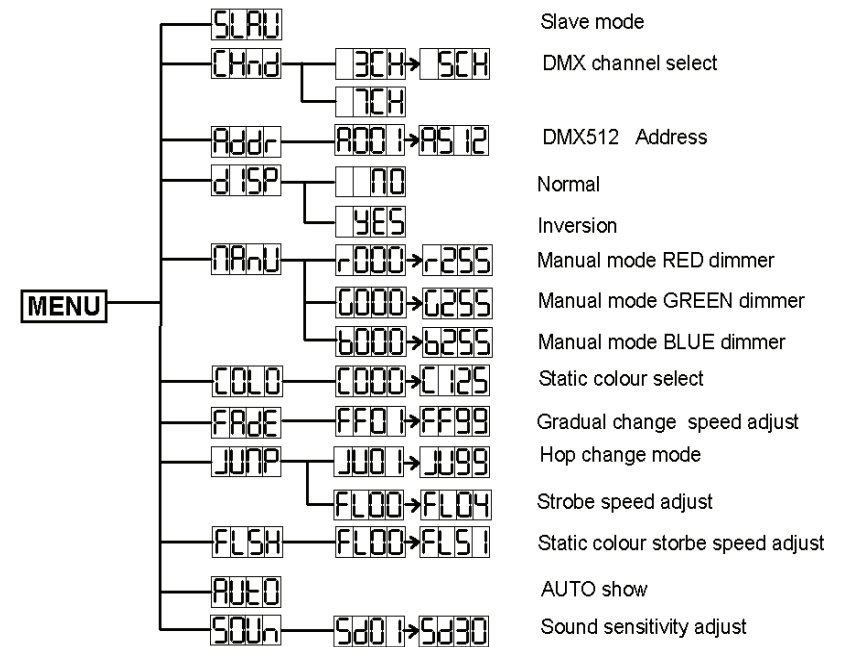 SLAU Slave mode
CHnd 3CH 5CH DMX channel select
7CH
Addr A001 A512 DMX512 Address
dISP NO Normal
YES Inversion
MAnU r000 r255 Manual mode RED dimmer
MENU G000 G255 Manual mode GREEN dimmer
b000 b255 Manual mode BLUE dimmer
COLO C000 C125 Static colour select
FAdE FF01 FF99 Gradual change speed adjust
JUMP JU01 JU99 Hop change mode
FL00 FL04 Strobe speed adjust
FLSH FL00 FL51 Static colour storbe speed adjust
AUtO AUTO show
SOUn Sd01 Sd30 Sound sensitivity adjust